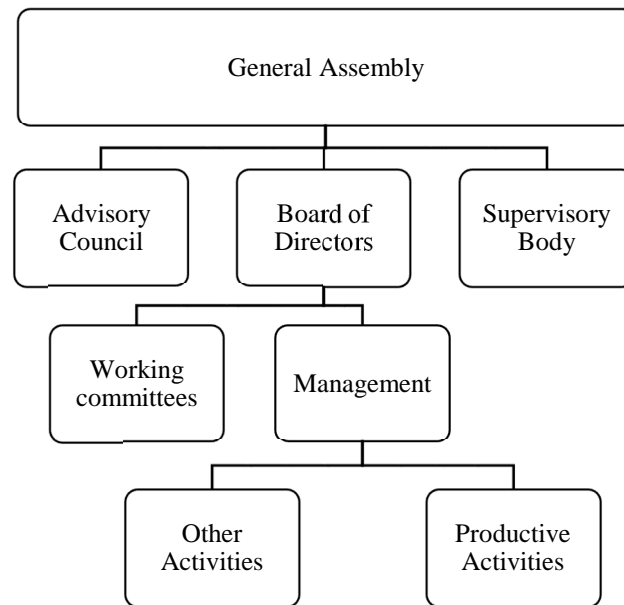 General Assembly
Advisory
Council
Board of
Directors
Supervisory
Body
Working
committees
Management
Other
Activities
Productive
Activities